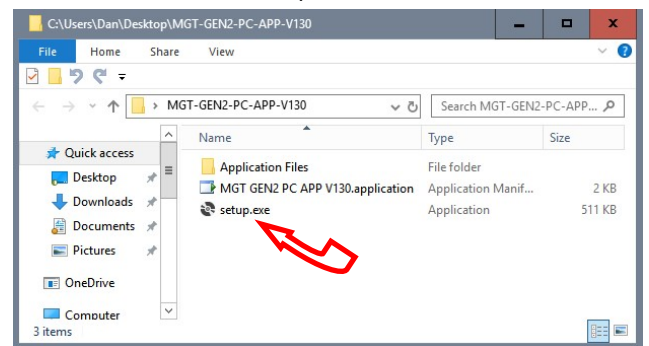 C:\Users\Dan\Desktop\MGT-GEN2-PC-APP-V130
File Home Share View
MGT-GEN2-PC-APP-V130 Search MGT-GEN2-PC-APP...
Name Type Size
Quick access
Desktop
Downloads
Documents
Pictures
OneDrive
Computer
Application Files File folder
MGT GEN2 PC APP V130.application Application Manif... 2 KB
setup.exe Application 511 KB
3 items